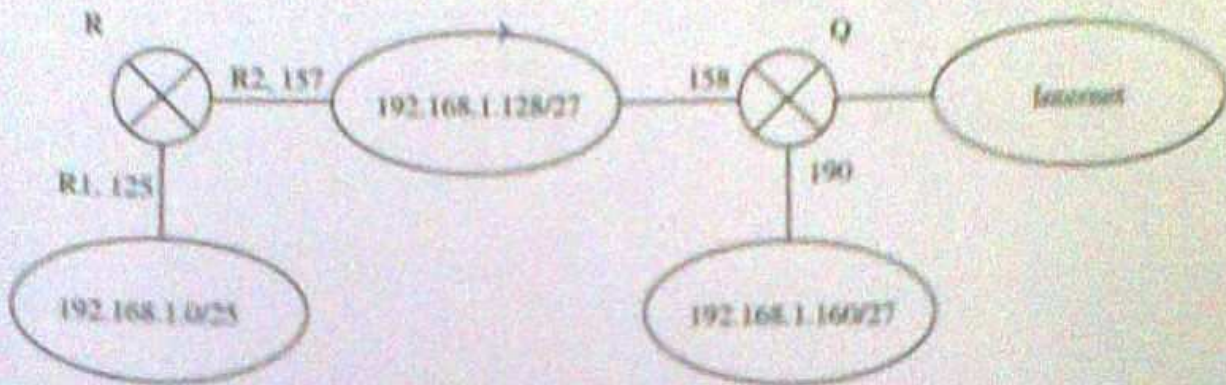 R
Q
R2, 157
192.168.1.128/27
158
Internet
R1, 125
190
192.168.1.0/25
192.168.1.160/27